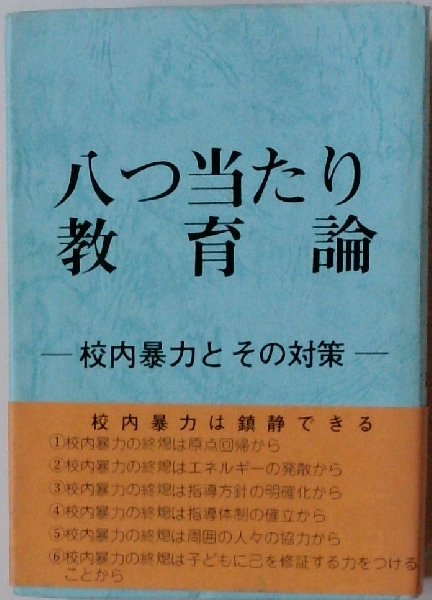 八つ当たり
教育論
―校内暴力とその対策―
校内暴力は鎮静できる
①校内暴力の終熄は原点回帰から
②校内暴力の終熄はエネルギーの発散から
③校内暴力の終熄は指導方針の明確化から
④校内暴力の終熄は指導体制の確立から
⑤校内暴力の終熄は周囲の人々の協力から
⑥校内暴力の終熄は子どもに己を修証する力をつける
ことから